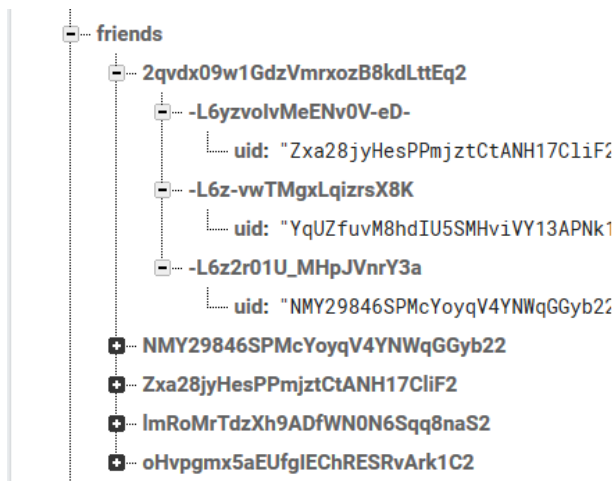 friends
2qvdx09w1GdzVmrxozB8kdLttEq2
-L6yzvolvMeENv0V-eD-
uid: "Zxa28jyHesPPmjztCtANH17CliF2
-L6z-vwTMgxLqizrsX8K
uid: "YqUZfuvM8hdIU5SMHviVY13APNk1
-L6z2r01U_MHpJVnrY3a
uid: "NMY29846SPMcYoyqV4YNWqGGyb22
NMY29846SPMcYoyqV4YNWqGGyb22
Zxa28jyHesPPmjztCtANH17CliF2
lmRoMrTdzXh9ADfWN0N6Sqq8naS2
oHvpgmx5aEUfgIEChRESRvArk1C2